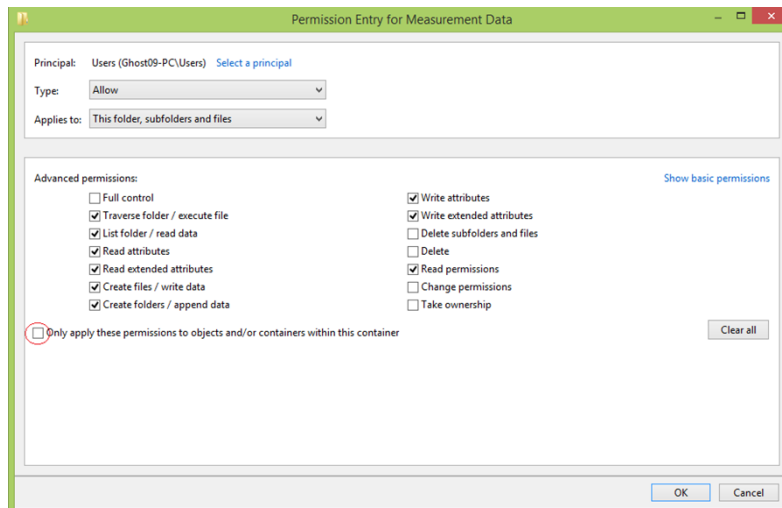 Permission Entry for Measurement Data
Principal: Users (Ghost09-PC\Users) Select a principal
Type: Allow
Applies to: This folder, subfolders and files
Advanced permissions: Show basic permissions
Full control
Traverse folder / execute file
List folder / read data
Read attributes
Read extended attributes
Create files / write data
Create folders / append data
Write attributes
Write extended attributes
Delete subfolders and files
Delete
Read permissions
Change permissions
Take ownership
Only apply these permissions to objects and/or containers within this container
Clear all
OK Cancel